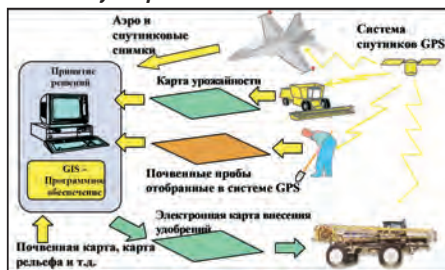 Аэро и
спутниковые
снимки
Система
спутников GPS
Принятие
решений
Карта урожайности
GIS –
Программное
обеспечение
Почвенные пробы
отобранные в системе GPS
Электронная карта внесения
удобрений
Почвенная карта, карта
рельефа и т.д.